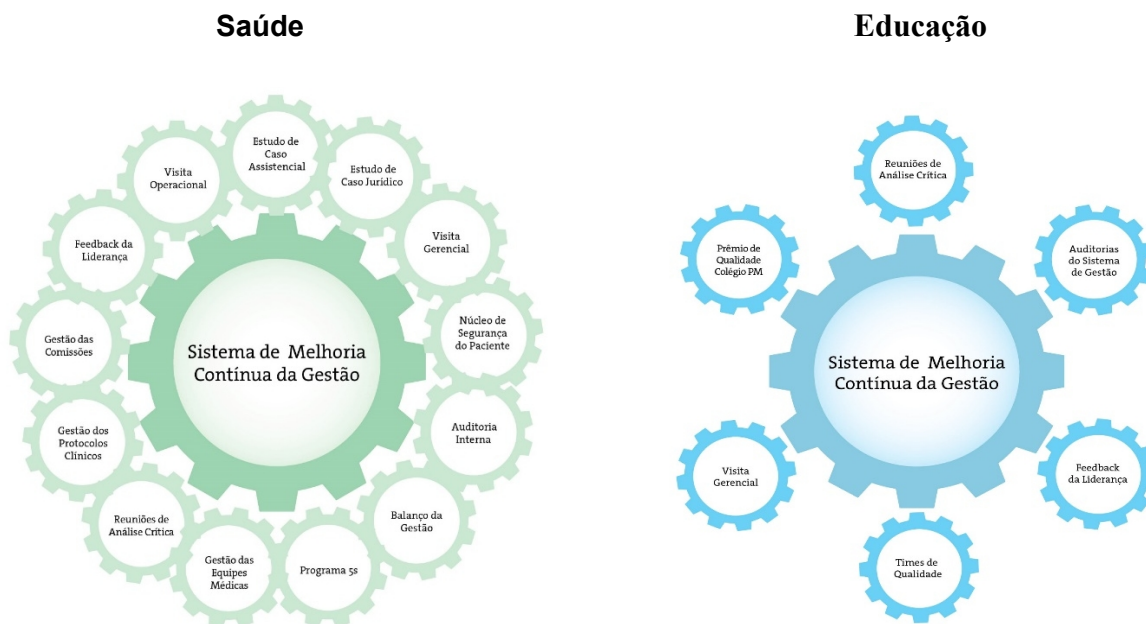 Saúde
Estudo de
Caso
Assistencial
Estudo de
Caso Jurídico
Visita
Gerencial
Núcleo de
Segurança
do Paciente
Auditoria
Interna
Balanço da
Gestão
Programa 5s
Gestão das
Equipes
Médicas
Reuniões de
Análise Crítica
Gestão dos
Protocolos
Clínicos
Gestão das
Comissões
Feedback da
Liderança
Visita
Operacional
Sistema de Melhoria
Contínua da Gestão
Educação
Reuniões de
Análise Crítica
Auditorias
do Sistema
de Gestão
Feedback
da Liderança
Times de
Qualidade
Visita
Gerencial
Prêmio de
Qualidade
Colégio PM
Sistema de Melhoria
Contínua da Gestão